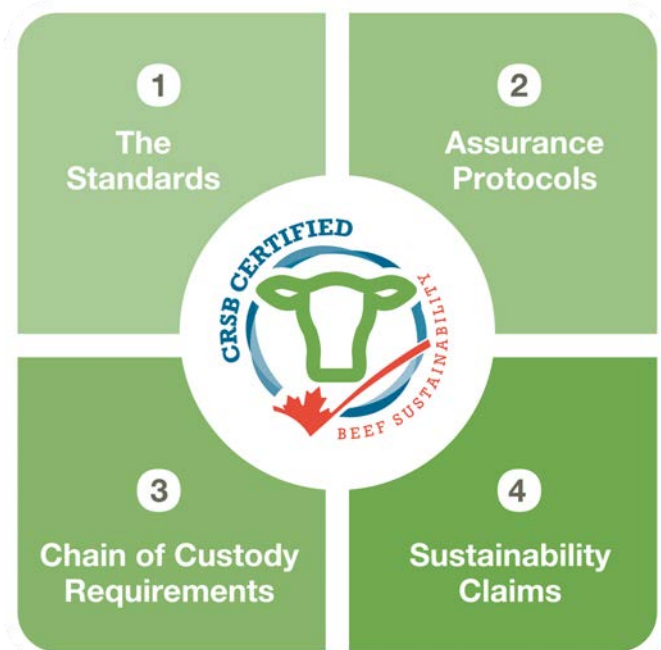 1
The
Standards
2
Assurance
Protocols
CRSB CERTIFIED
BEEF SUSTAINABILITY
3
Chain of Custody
Requirements
4
Sustainability
Claims